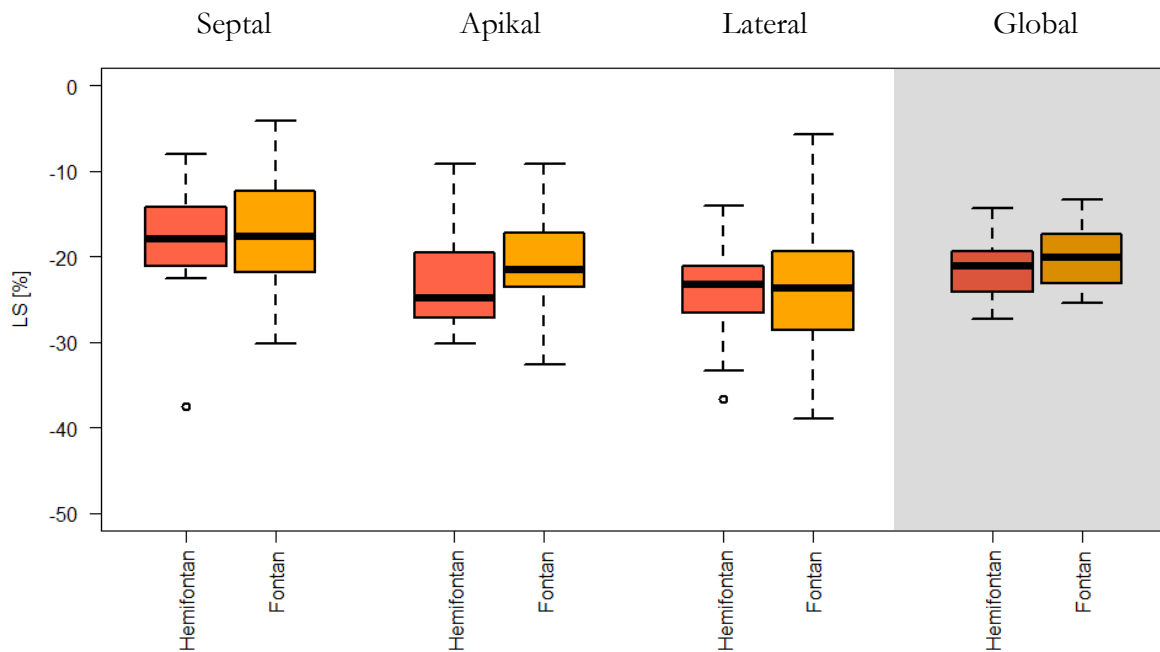 Septal Apikal Lateral Global
0
-10
-20
-30
-40
-50
LS [%]
Hemifontan
Fontan
Hemifontan
Fontan
Hemifontan
Fontan
Hemifontan
Fontan